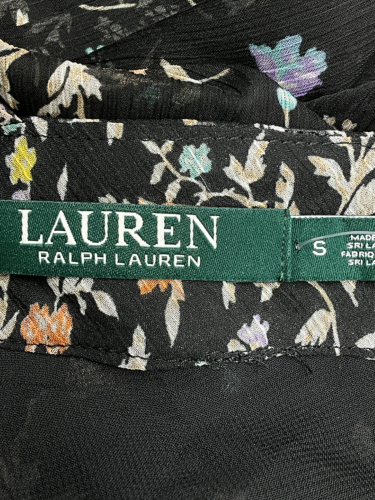 LAUREN
RALPH LAUREN
S
MADE
SRI LA
FABRIQ
SRI LA